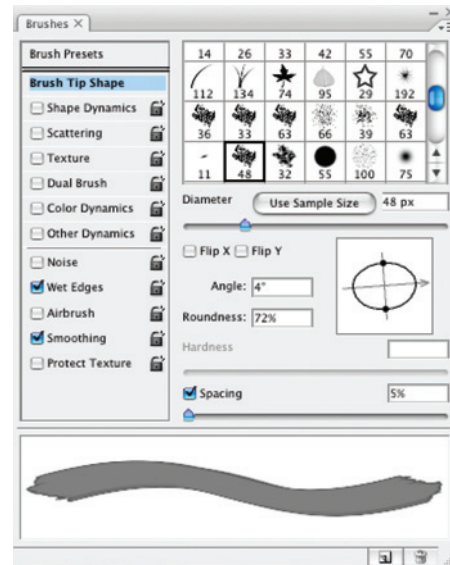 Brushes ×
Brush Presets
Brush Tip Shape
Shape Dynamics
Scattering
Texture
Dual Brush
Color Dynamics
Other Dynamics
Noise
Wet Edges
Airbrush
Smoothing
Protect Texture
14 26 33 42 55 70
112 134 74 95 29 192
36 33 63 66 39 63
11 48 32 55 100 75
Diameter Use Sample Size 48 px
Flip X Flip Y
Angle: 4°
Roundness: 72%
Hardness
Spacing 5%